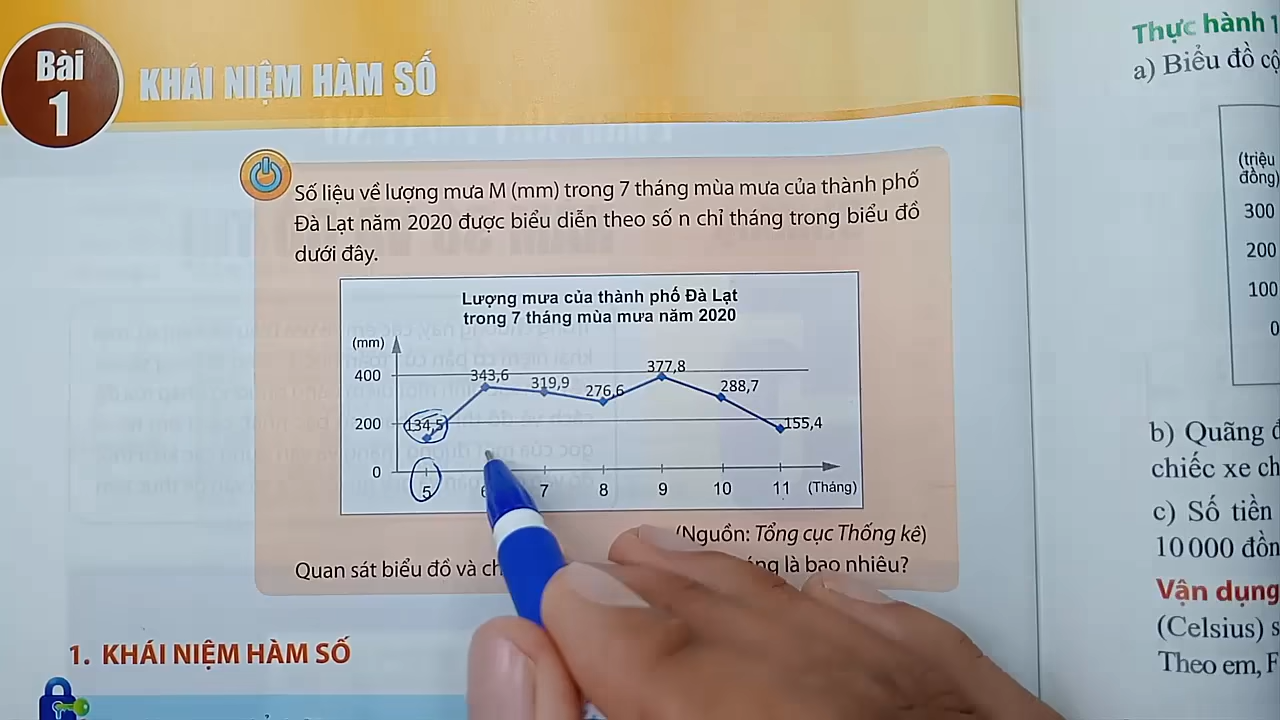 Bài
1
KHÁI NIỆM HÀM SỐ
Số liệu về lượng mưa M (mm) trong 7 tháng mùa mưa của thành phố
Đà Lạt năm 2020 được biểu diễn theo số n chỉ tháng trong biểu đồ
dưới đây.
Lượng mưa của thành phố Đà Lạt
trong 7 tháng mùa mưa năm 2020
(mm)
400
200
0
134,5
343,6
319,9
276,6
377,8
288,7
155,4
5 6 7 8 9 10 11 (Tháng)
(Nguồn: Tổng cục Thống kê)
Quan sát biểu đồ và là bao nhiêu?
1. KHÁI NIỆM HÀM SỐ
Thực hành 1
a) Biểu đồ
(triệu
đồng)
300
200
100
0
b) Quãng
chiếc xe
c) Số tiền
10 000
Vận dụng
(Celsius)
Theo em,